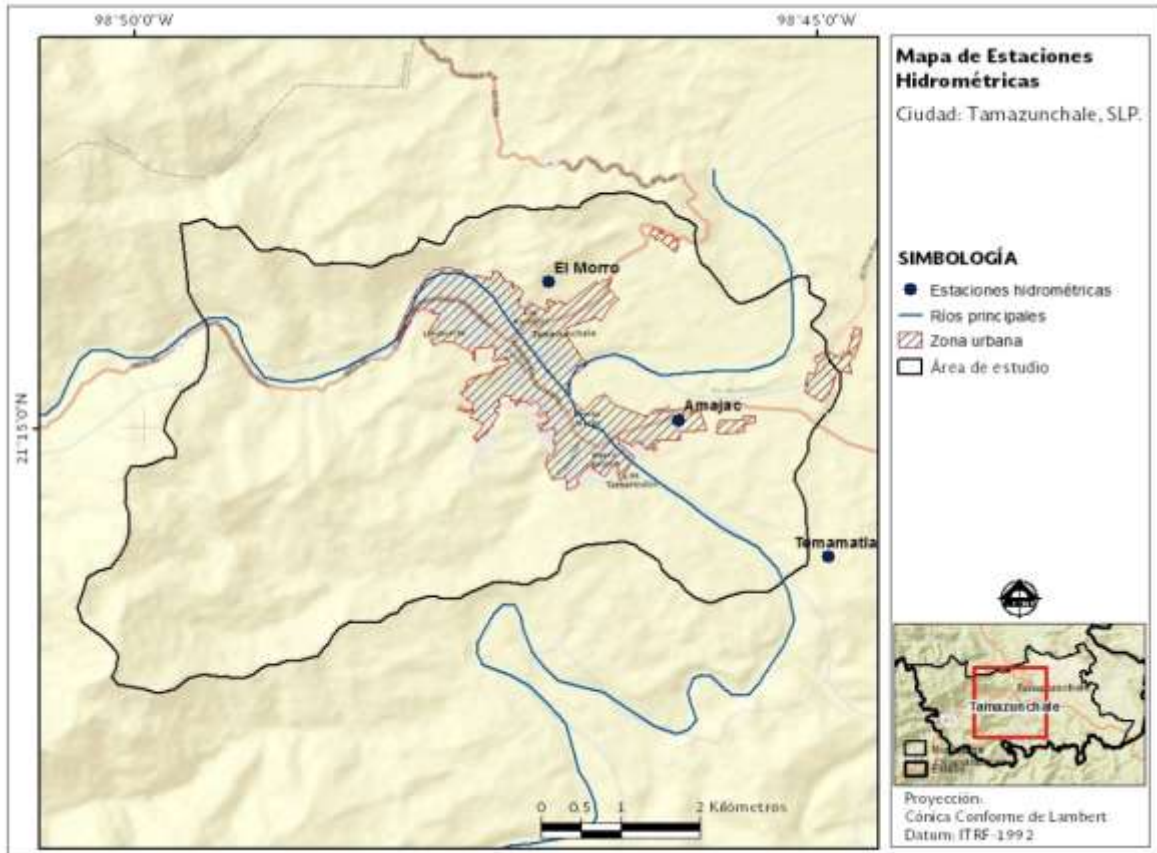 98°50'0"W
98°45'0"W
21°15'0"N
El Morro
Tamazunchale
Amajac
Temamatla
0 0.5 1 2 Kilómetros
Mapa de Estaciones
Hidrométricas
Ciudad: Tamazunchale, SLP.
SIMBOLOGÍA
Estaciones hidrométricas
Ríos principales
Zona urbana
Área de estudio
Tamazunchale
Tamazunchale
Proyección:
Cónica Conforme de Lambert
Datum: ITRF-1992